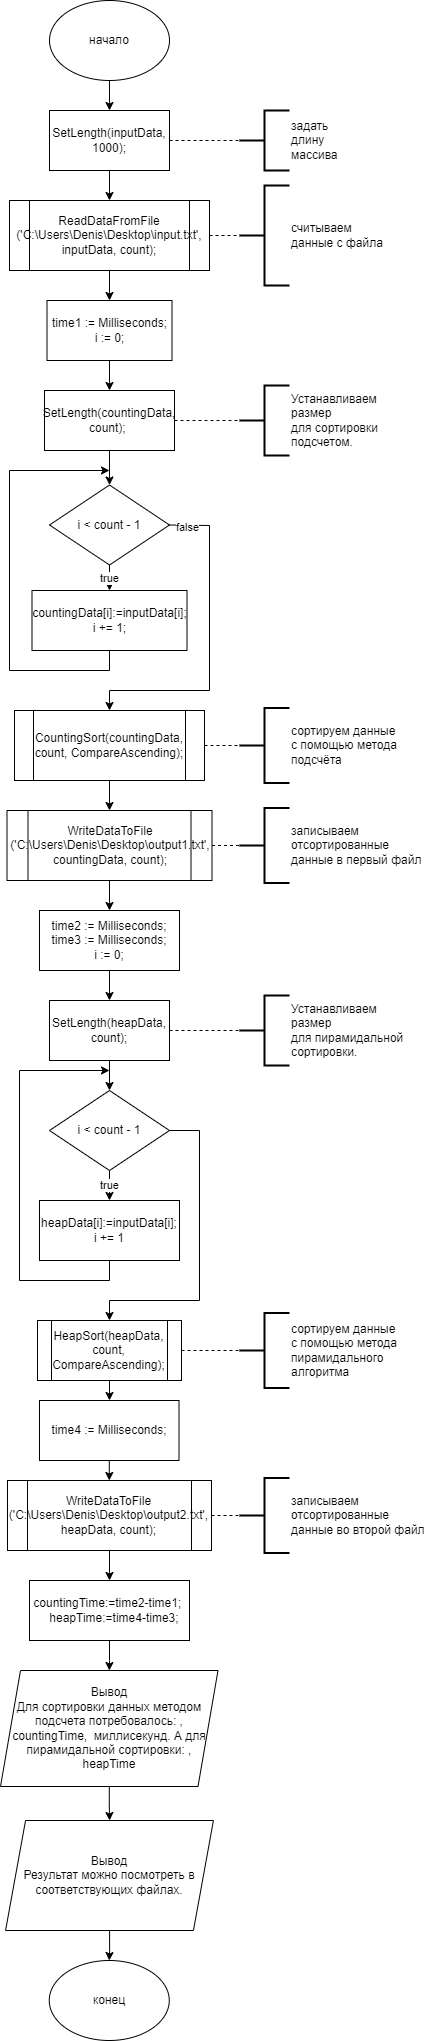 начало
SetLength(inputData,
1000);
задать
длину
массива
ReadDataFromFile
('C:\Users\Denis\Desktop\input.txt',
inputData, count);
считываем
данные с файла
time1 := Milliseconds;
i := 0;
SetLength(countingData,
count);
Устанавливаем
размер
для сортировки
подсчетом.
i < count - 1
false
true
countingData[i]:=inputData[i];
i += 1;
CountingSort(countingData,
count, CompareAscending);
сортируем данные
с помощью метода
подсчёта
WriteDataToFile
('C:\Users\Denis\Desktop\output1.txt',
countingData, count);
записываем
отсортированные
данные в первый файл
time2 := Milliseconds;
time3 := Milliseconds;
i := 0;
SetLength(heapData,
count);
Устанавливаем
размер
для пирамидальной
сортировки.
i < count - 1
true
heapData[i]:=inputData[i];
i += 1
HeapSort(heapData,
count,
CompareAscending);
сортируем данные
с помощью метода
пирамидального
алгоритма
time4 := Milliseconds;
WriteDataToFile
('C:\Users\Denis\Desktop\output2.txt',
heapData, count);
записываем
отсортированные
данные во второй файл
countingTime:=time2-time1;
heapTime:=time4-time3;
Вывод
Для сортировки данных методом
подсчета потребовалось: ,
countingTime, миллисекунд. А для
пирамидальной сортировки: ,
heapTime
Вывод
Результат можно посмотреть в
соответствующих файлах.
конец